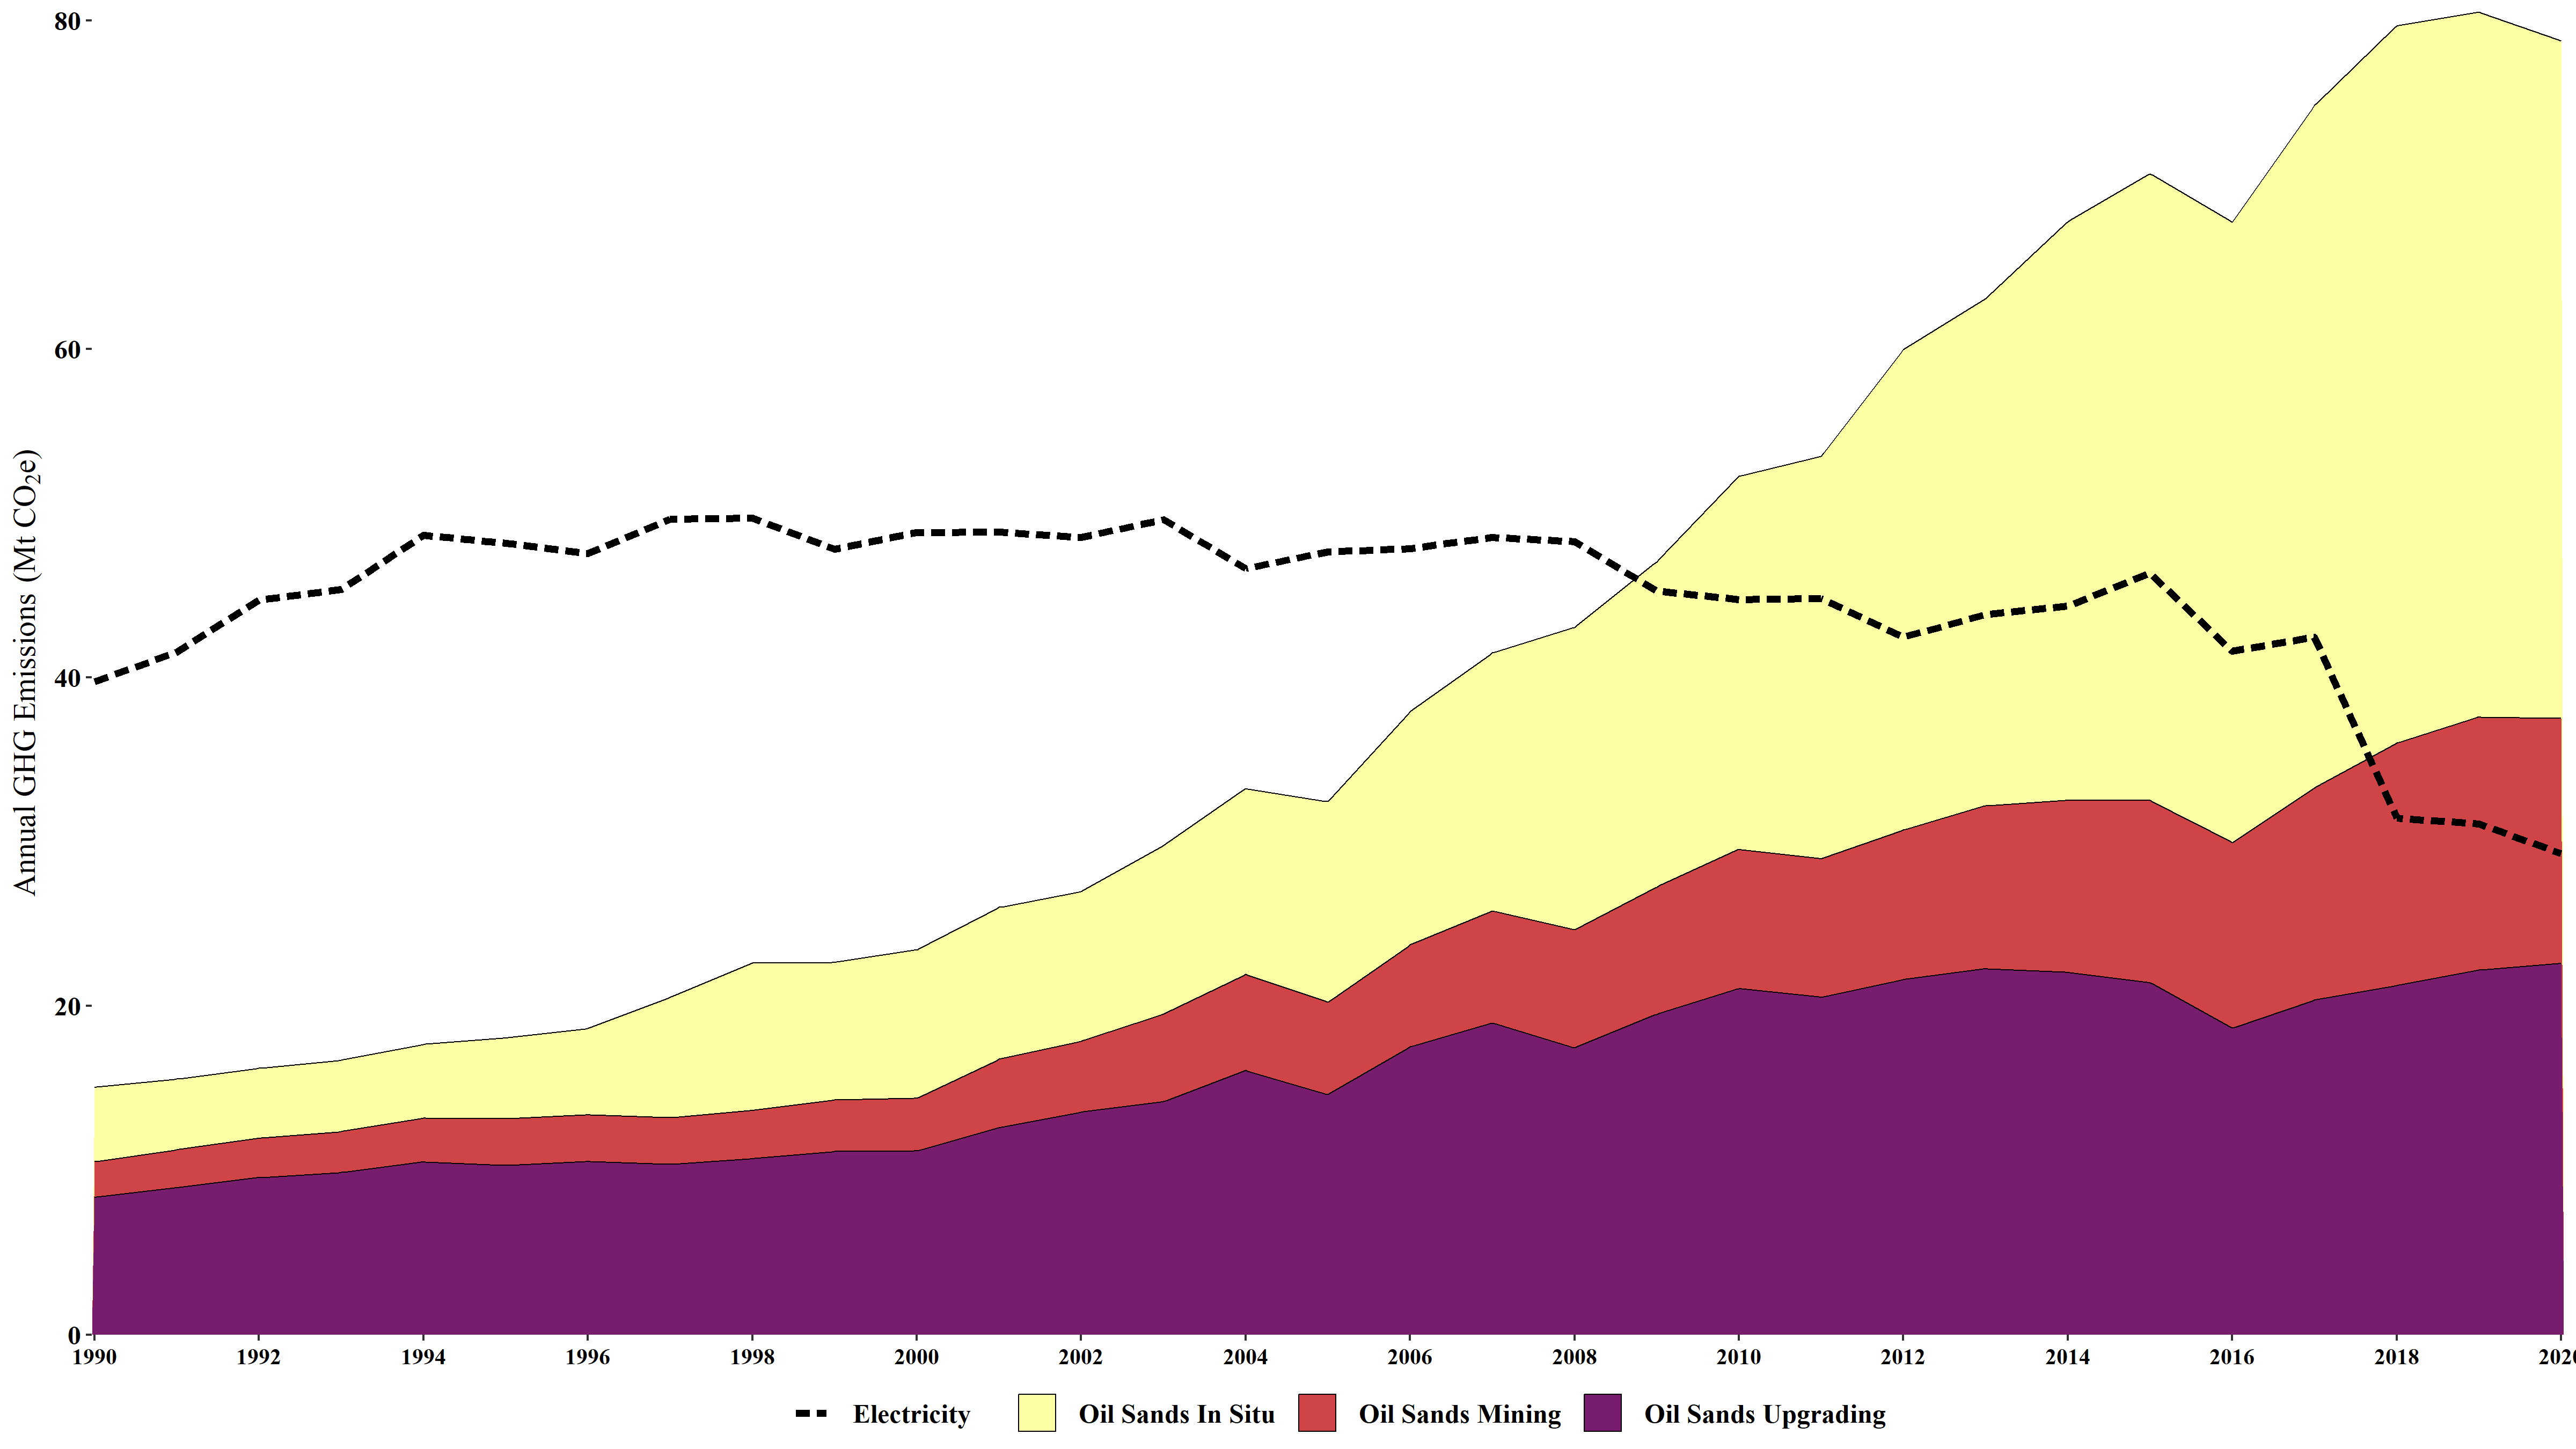 Annual GHG Emissions (Mt CO₂e)
80
60
40
20
0
1990 1992 1994 1996 1998 2000 2002 2004 2006 2008 2010 2012 2014 2016 2018 2020
Electricity Oil Sands In Situ Oil Sands Mining Oil Sands Upgrading